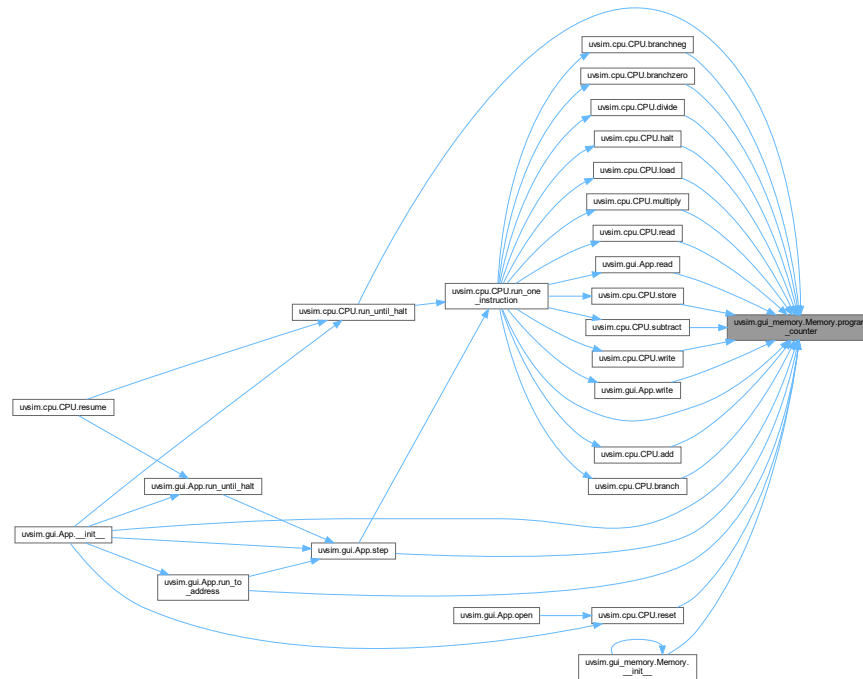 uvsim.cpu.CPU.branchneg
uvsim.cpu.CPU.branchzero
uvsim.cpu.CPU.divide
uvsim.cpu.CPU.halt
uvsim.cpu.CPU.load
uvsim.cpu.CPU.multiply
uvsim.cpu.CPU.read
uvsim.gui.App.read
uvsim.cpu.CPU.run_one
_instruction
uvsim.cpu.CPU.store
uvsim.cpu.CPU.run_until_halt
uvsim.gui_memory.Memory.program
_counter
uvsim.cpu.CPU.subtract
uvsim.cpu.CPU.write
uvsim.gui.App.write
uvsim.cpu.CPU.resume
uvsim.cpu.CPU.add
uvsim.gui.App.run_until_halt
uvsim.cpu.CPU.branch
uvsim.gui.App.__init__
uvsim.gui.App.step
uvsim.gui.App.run_to
_address
uvsim.gui.App.open
uvsim.cpu.CPU.reset
uvsim.gui_memory.Memory.
__init__